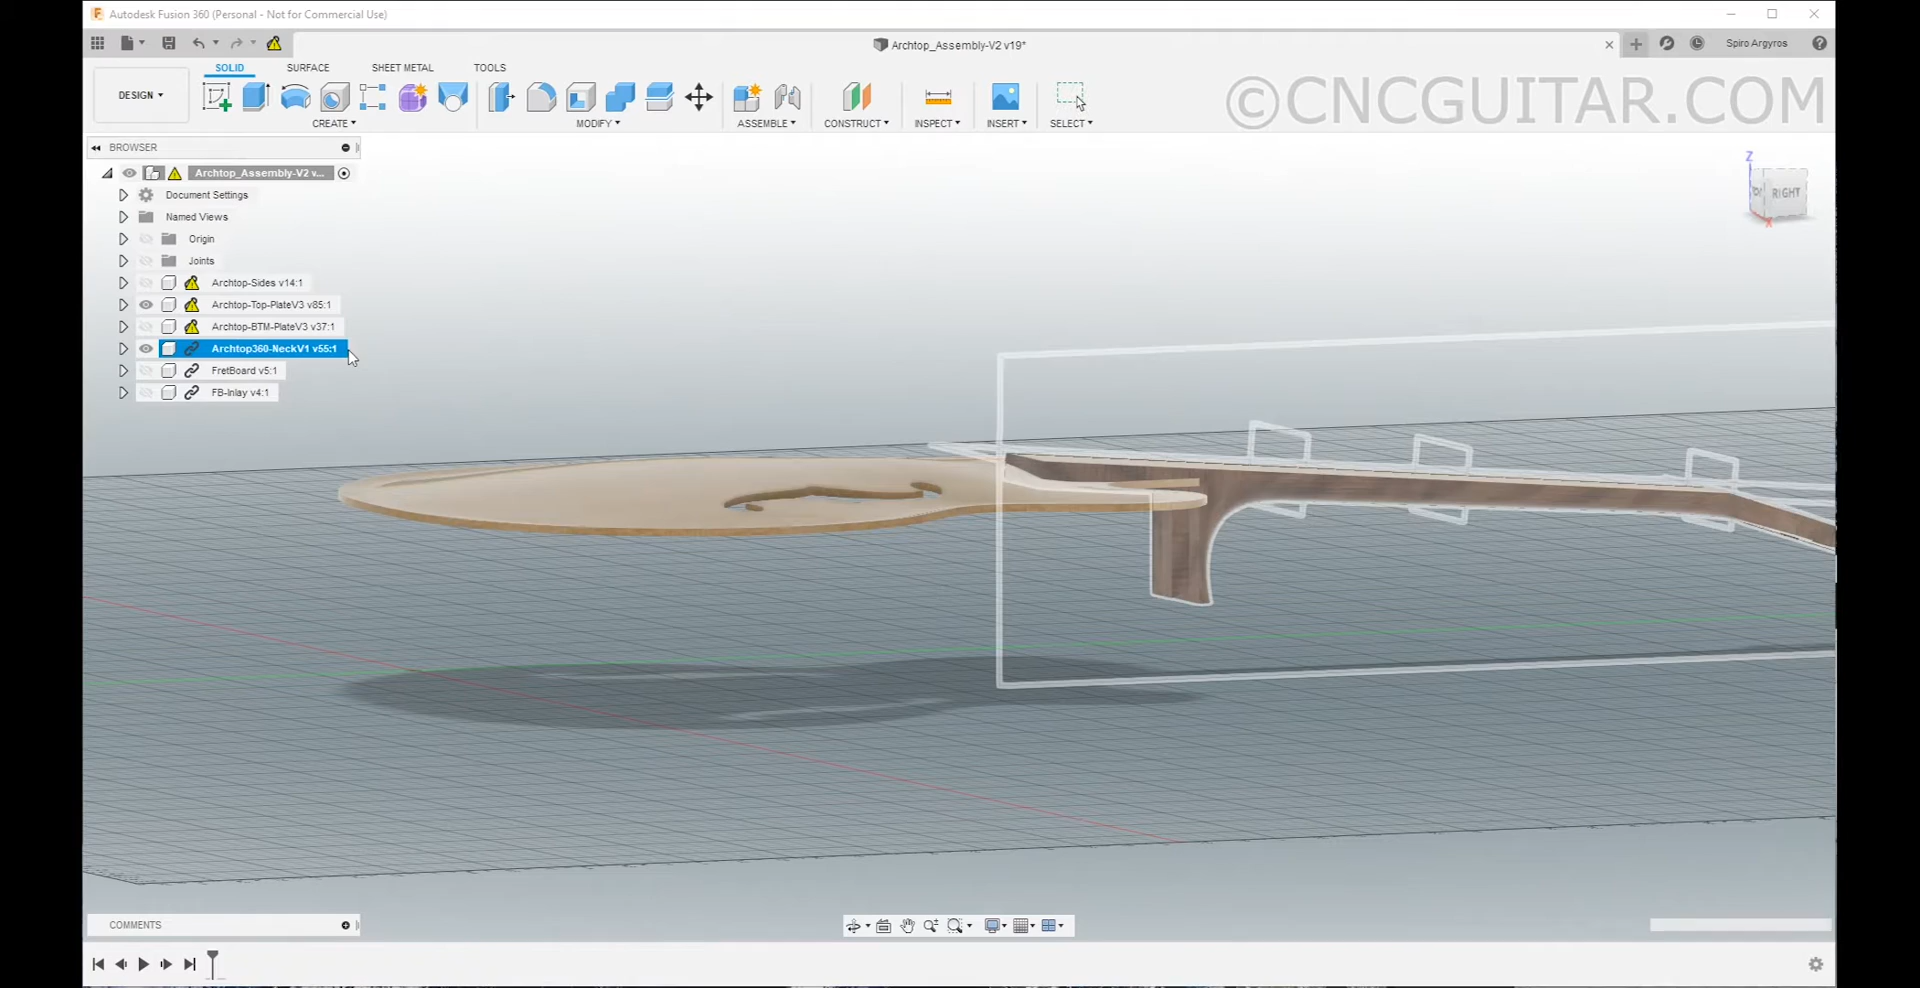 Autodesk Fusion 360 (Personal - Not for Commercial Use)
Archtop_Assembly-V2 v19*
Spiro Argyros
SOLID SURFACE SHEET METAL TOOLS
DESIGN
CREATE MODIFY ASSEMBLE CONSTRUCT INSPECT INSERT SELECT
©CNCGUITAR.COM
BROWSER
Archtop_Assembly-V2 v...
Document Settings
Named Views
Origin
Joints
Archtop-Sides v14:1
Archtop-Top-PlateV3 v85:1
Archtop-BTM-PlateV3 v37:1
Archtop360-NeckV1 v55:1
FretBoard v5:1
FB-Inlay v4:1
Z
RIGHT
X
COMMENTS